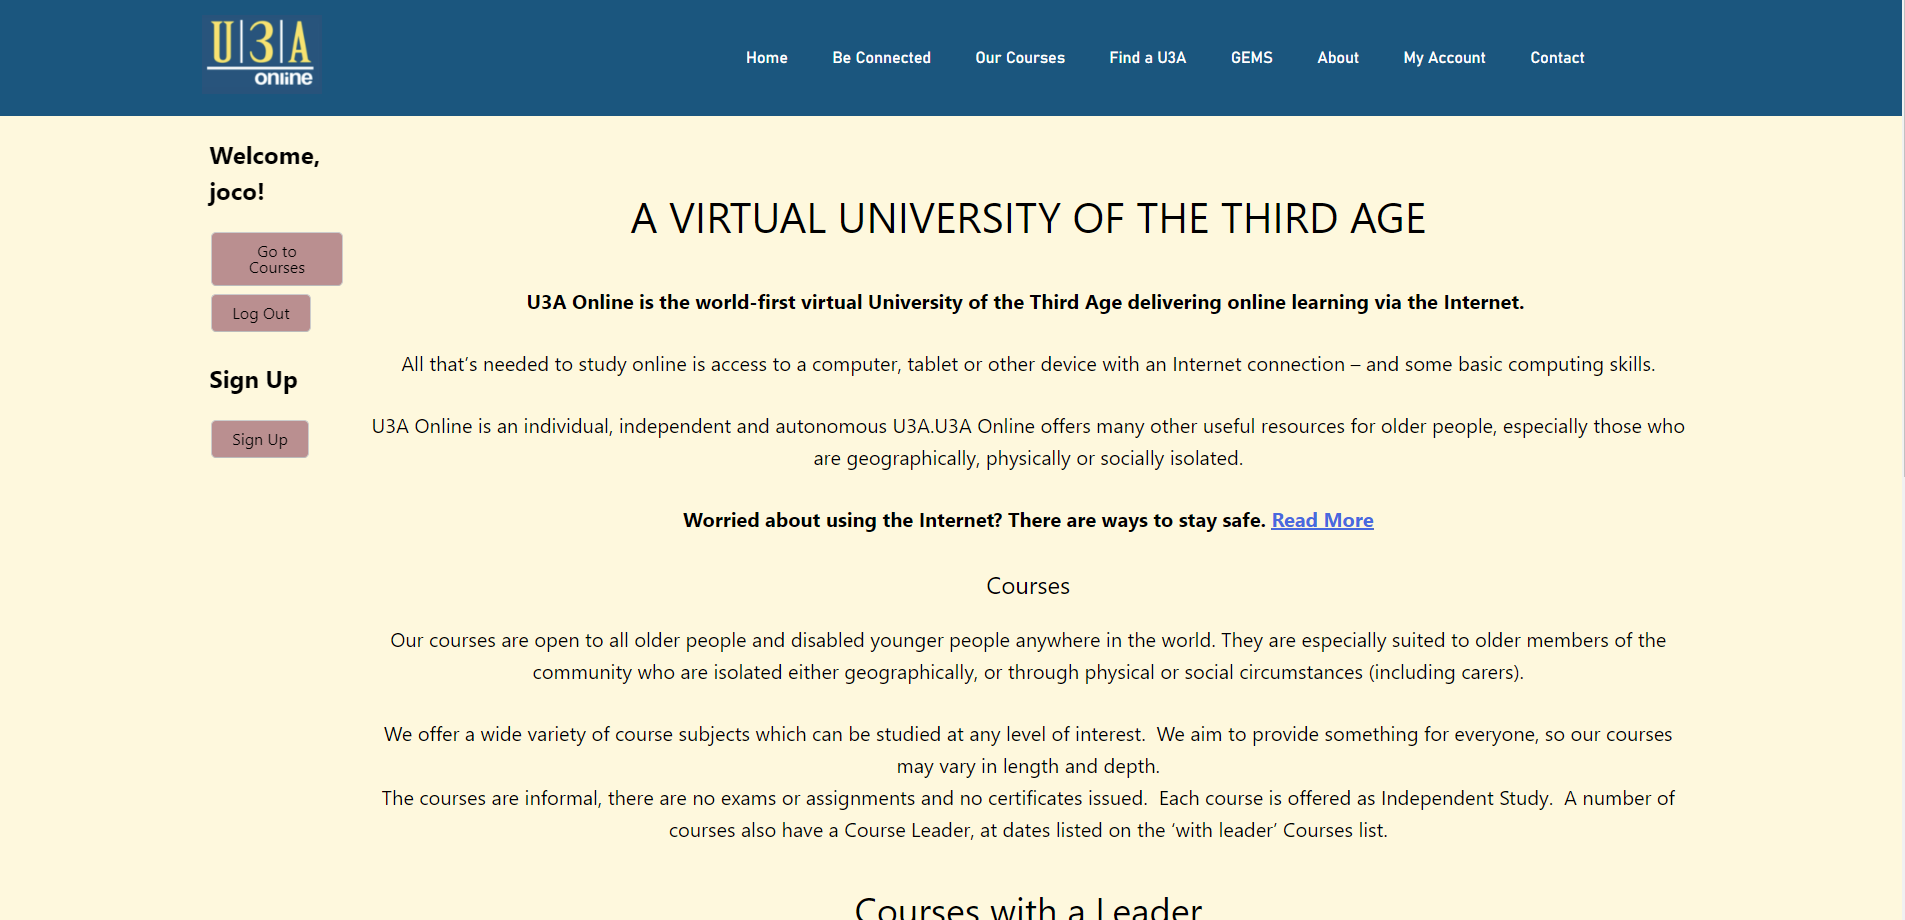 U|3|A
online
Home Be Connected Our Courses Find a U3A GEMS About My Account Contact
Welcome,
joco!
Go to
Courses
Log Out
Sign Up
Sign Up
A VIRTUAL UNIVERSITY OF THE THIRD AGE
U3A Online is the world-first virtual University of the Third Age delivering online learning via the Internet.
All that’s needed to study online is access to a computer, tablet or other device with an Internet connection – and some basic computing skills.
U3A Online is an individual, independent and autonomous U3A.U3A Online offers many other useful resources for older people, especially those who
are geographically, physically or socially isolated.
Worried about using the Internet? There are ways to stay safe. Read More
Courses
Our courses are open to all older people and disabled younger people anywhere in the world. They are especially suited to older members of the
community who are isolated either geographically, or through physical or social circumstances (including carers).
We offer a wide variety of course subjects which can be studied at any level of interest.  We aim to provide something for everyone, so our courses
may vary in length and depth.
The courses are informal, there are no exams or assignments and no certificates issued.  Each course is offered as Independent Study.  A number of
courses also have a Course Leader, at dates listed on the ‘with leader’ Courses list.
Courses with a Leader